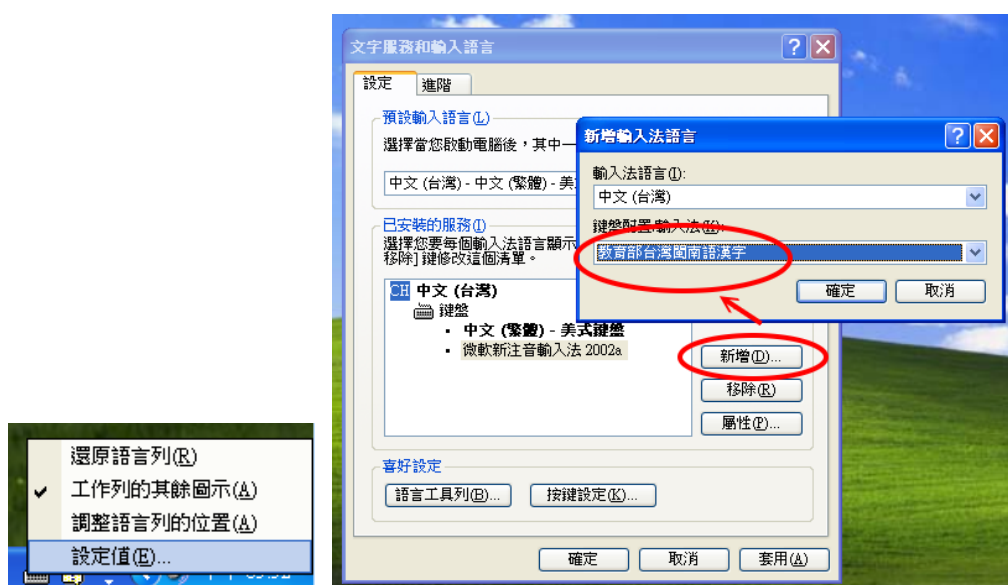 還原語言列(R)
工作列的其餘圖示(A)
調整語言列的位置(A)
設定值(E)...
文字服務和輸入語言
設定
進階
預設輸入語言(L)
選擇當您啟動電腦後，其中一
中文 (台灣) - 中文 (繁體) - 美
已安裝的服務(I)
選擇您要每個輸入法語言顯示
移除] 鍵修改這個清單。
CH 中文 (台灣)
鍵盤
• 中文 (繁體) - 美式鍵盤
• 微軟新注音輸入法 2002a
新增(D)...
移除(R)
屬性(P)...
喜好設定
語言工具列(B)...
按鍵設定(K)...
確定
取消
套用(A)
新增輸入法語言
輸入法語言(I):
中文 (台灣)
鍵盤配置/輸入法(K):
教育部台灣閩南語漢字
確定
取消